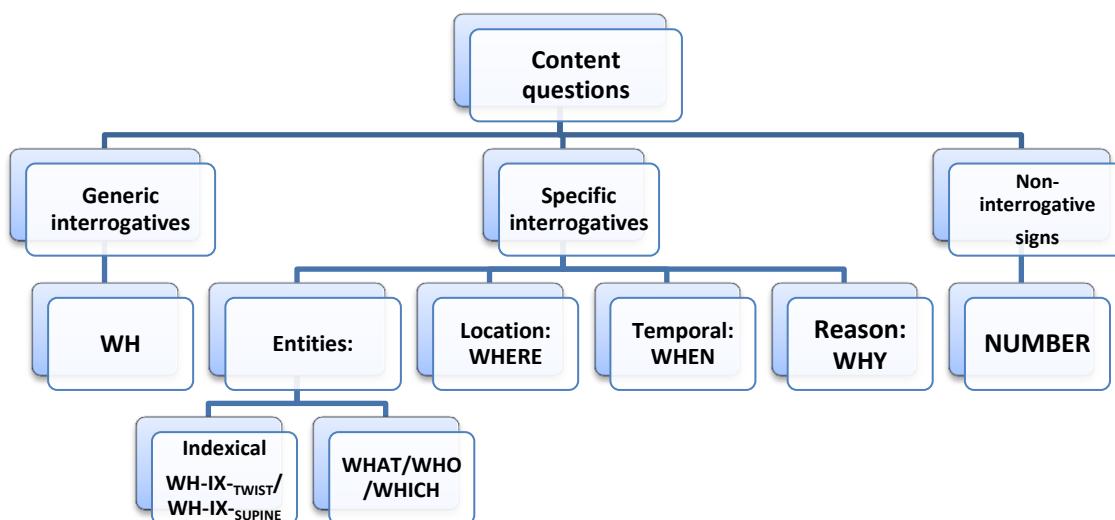 Content
questions
Generic
interrogatives
Specific
interrogatives
Non-
interrogative
signs
WH
Entities:
Location:
WHERE
Temporal:
WHEN
Reason:
WHY
NUMBER
Indexical
WH-IX-TWIST/
WH-IX-SUPINE
WHAT/WHO
/WHICH